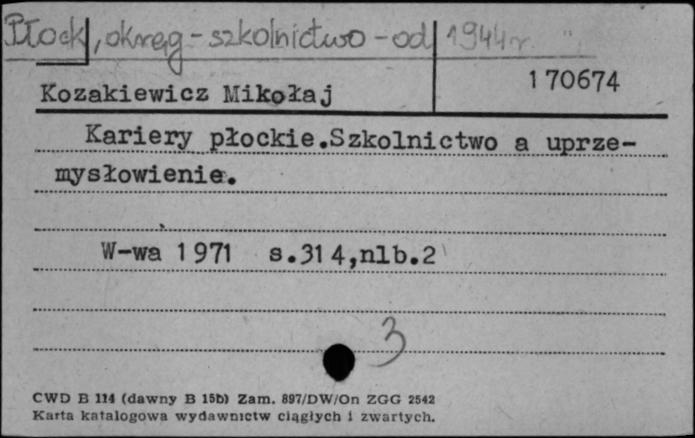 Płock, okręg - szkolnictwo - od 1944 r.
170674
Kozakiewicz Mikołaj
Kariery płockie.Szkolnictwo a uprze-
mysłowienie.
W-wa 1971 s.314,nlb.2
3
CWD B 114 (dawny B 15b) Zam. 897/DW/On ZGG 2542
Karta katalogowa wydawnictw ciągłych i zwartych.